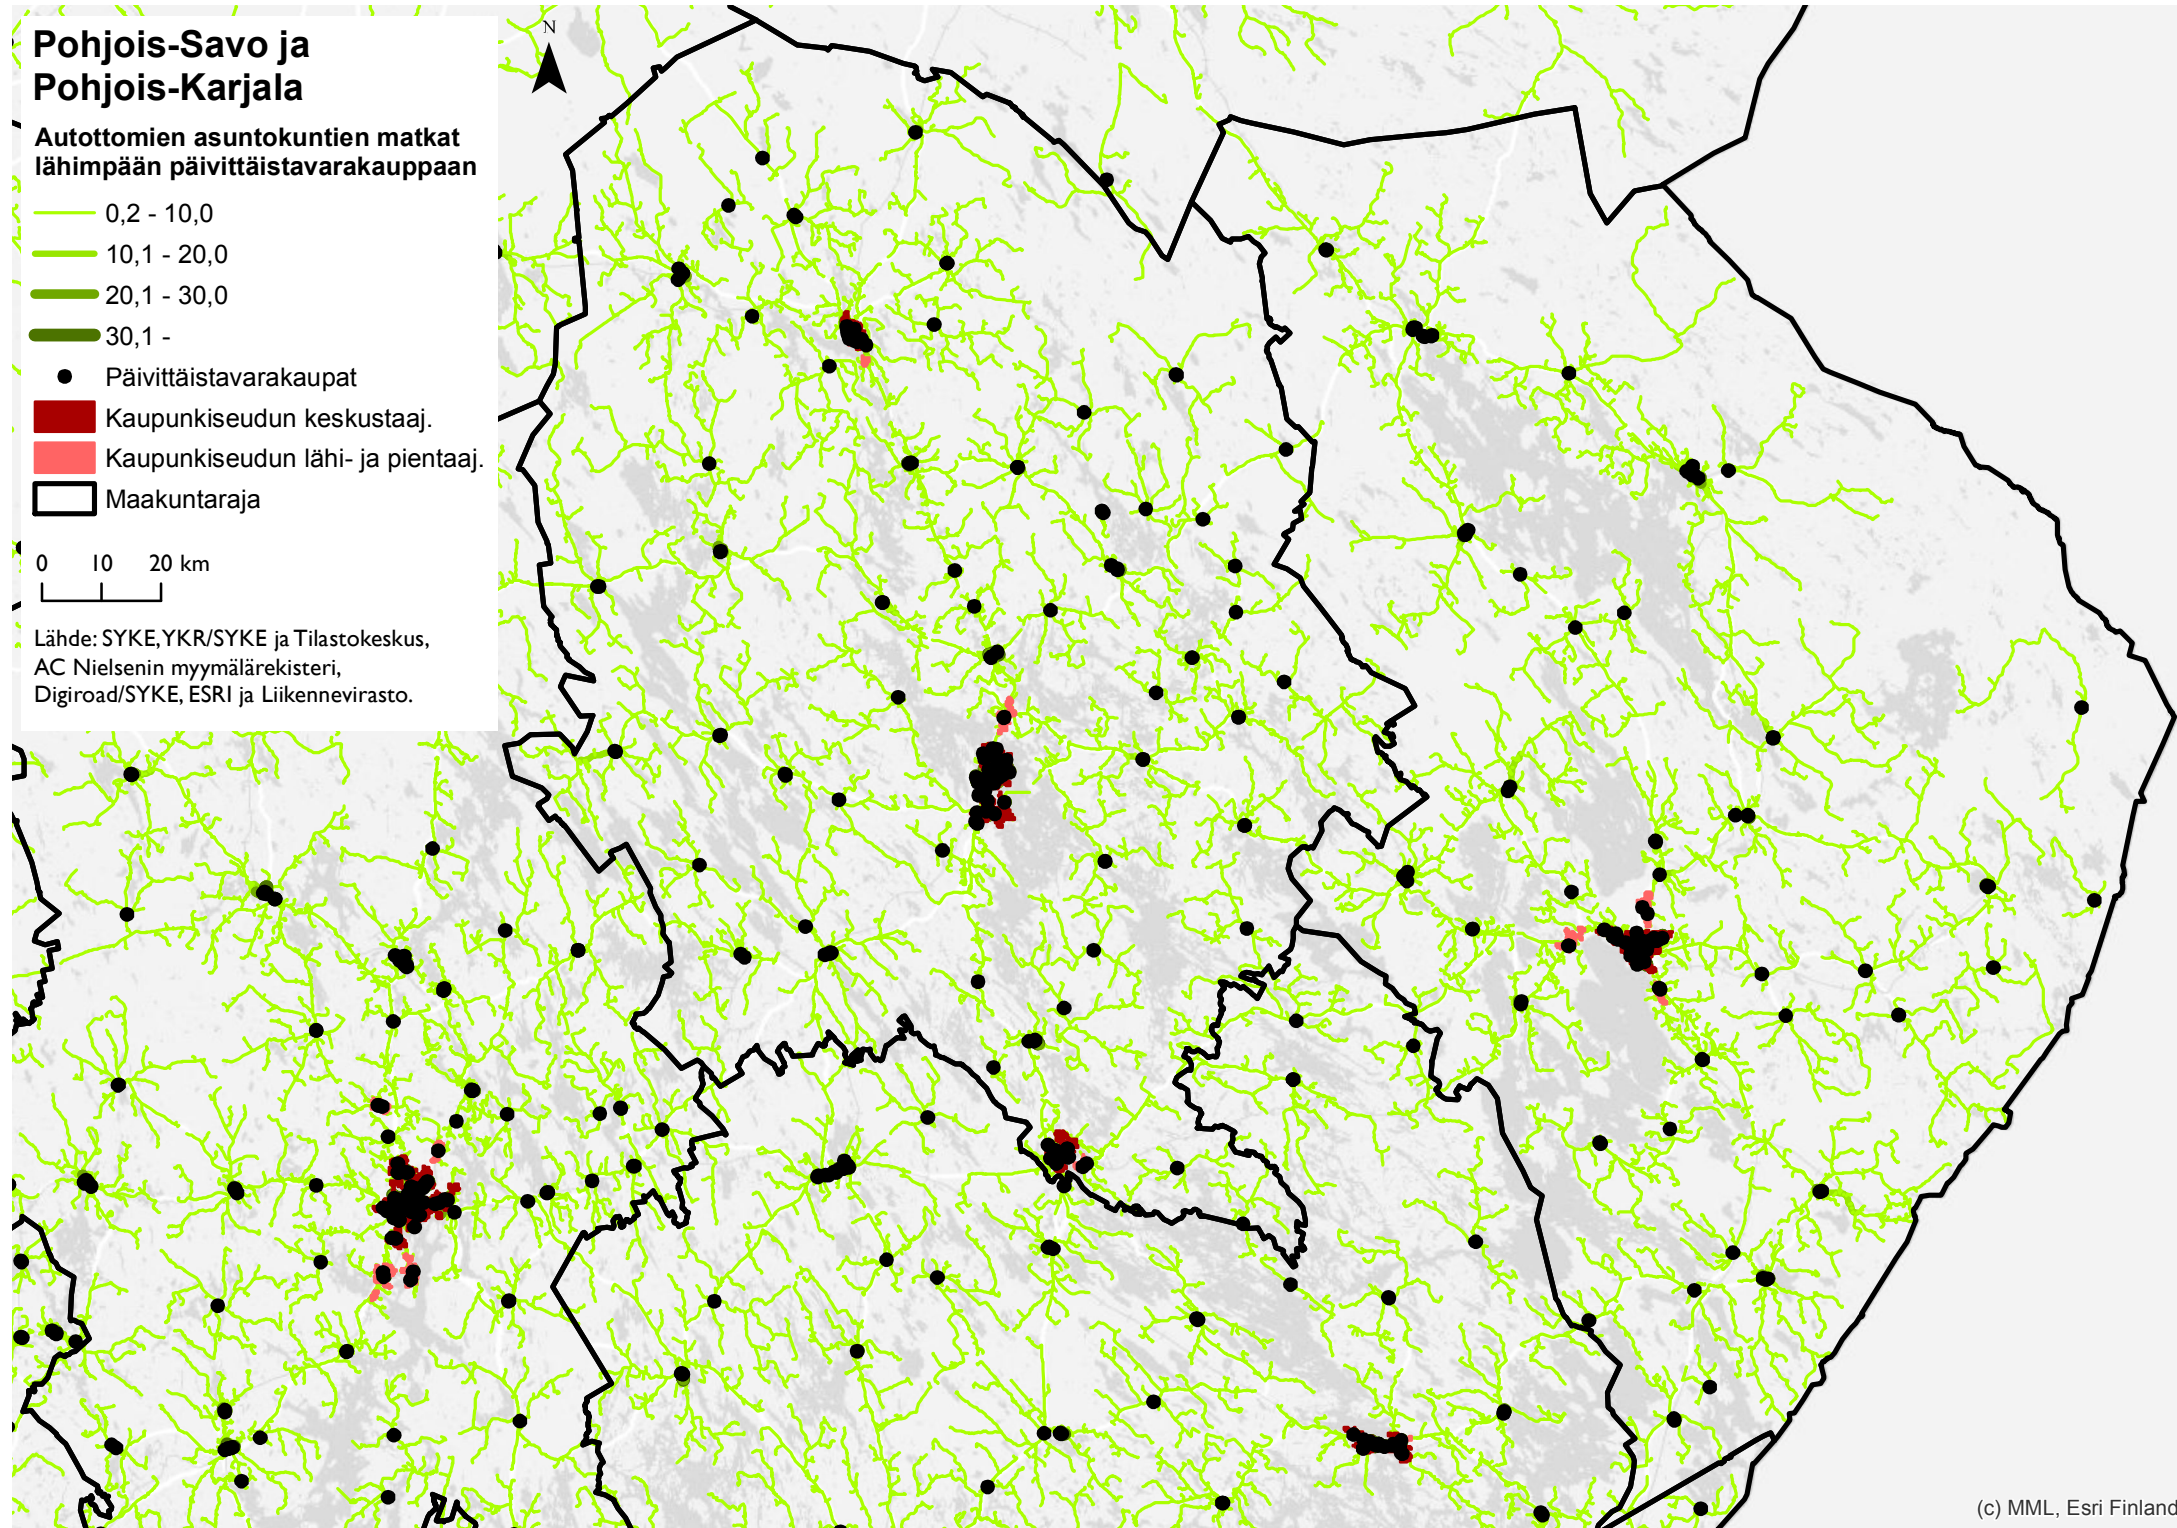 Pohjois-Savo ja
Pohjois-Karjala
Autottomien asuntokuntien matkat
lähimpään päivittäistavarakauppaan
0,2 - 10,0
10,1 - 20,0
20,1 - 30,0
30,1 -
Päivittäistavarakaupat
Kaupunkiseudun keskustaaj.
Kaupunkiseudun lähi- ja pientaaj.
Maakuntaraja
0 10 20 km
Lähde: SYKE, YKR/SYKE ja Tilastokeskus,
AC Nielsenin myymälärekisteri,
Digiroad/SYKE, ESRI ja Liikennevirasto.
N
(c) MML, Esri Finland